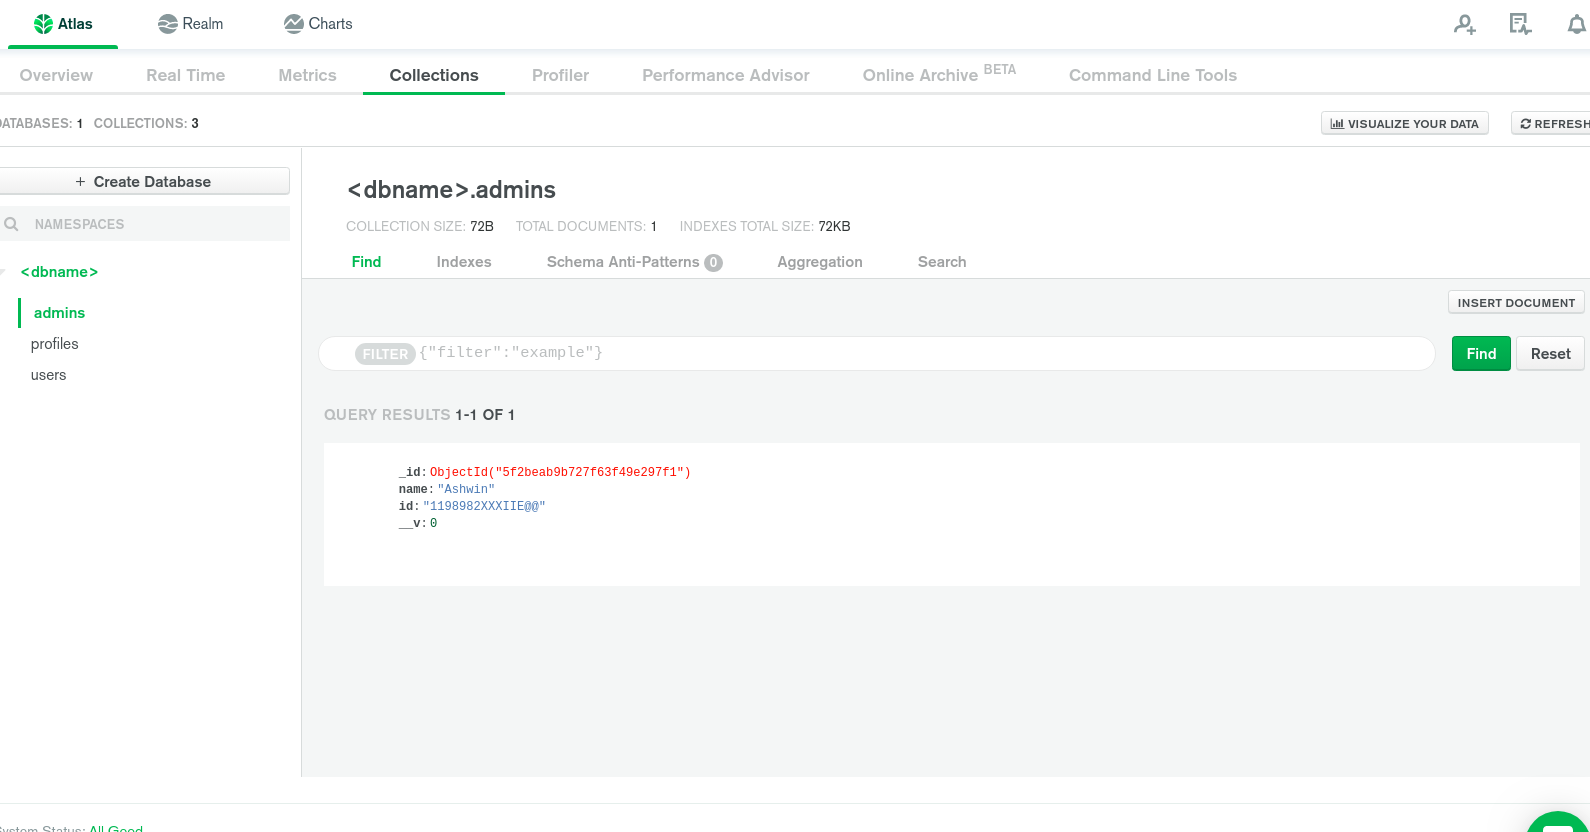 Atlas Realm Charts
Overview Real Time Metrics Collections Profiler Performance Advisor Online Archive BETA Command Line Tools
DATABASES: 1 COLLECTIONS: 3 VISUALIZE YOUR DATA REFRESH
+ Create Database
NAMESPACES
<dbname>
admins
profiles
users
<dbname>.admins
COLLECTION SIZE: 72B TOTAL DOCUMENTS: 1 INDEXES TOTAL SIZE: 72KB
Find Indexes Schema Anti-Patterns 0 Aggregation Search
INSERT DOCUMENT
FILTER {"filter":"example"} Find Reset
QUERY RESULTS 1-1 OF 1
_id: ObjectId("5f2beab9b727f63f49e297f1")
name: "Ashwin"
id: "1198982XXXIIE@@"
__v: 0
System Status: All Good